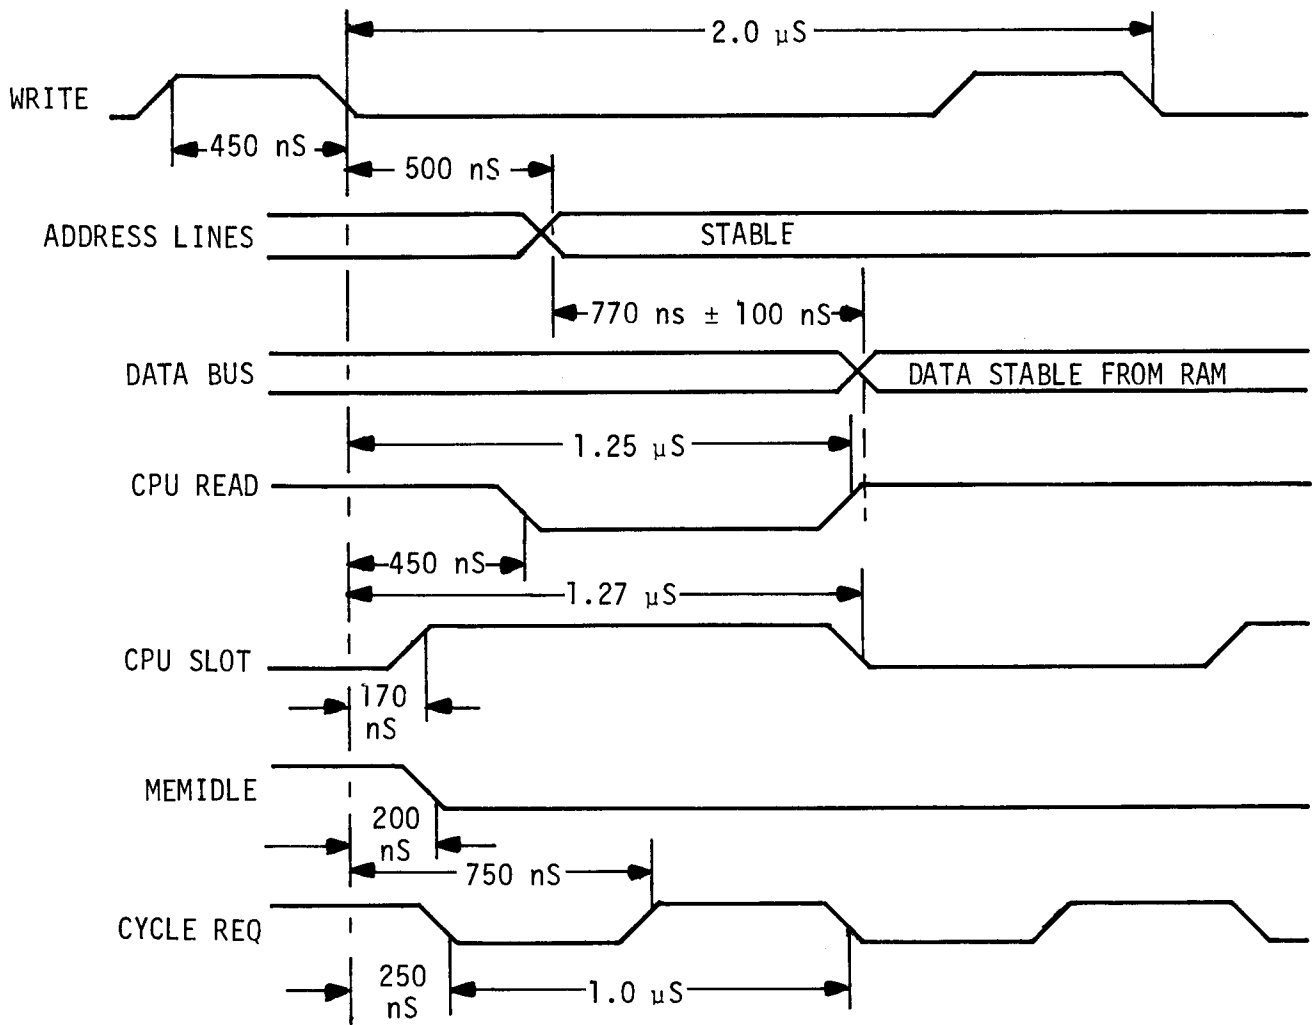 2.0 µS
WRITE
450 nS
500 nS
ADDRESS LINES
STABLE
770 ns ± 100 nS
DATA BUS
DATA STABLE FROM RAM
1.25 µS
CPU READ
450 nS
1.27 µS
CPU SLOT
170
nS
MEMIDLE
200
nS
750 nS
CYCLE REQ
250
nS
1.0 µS